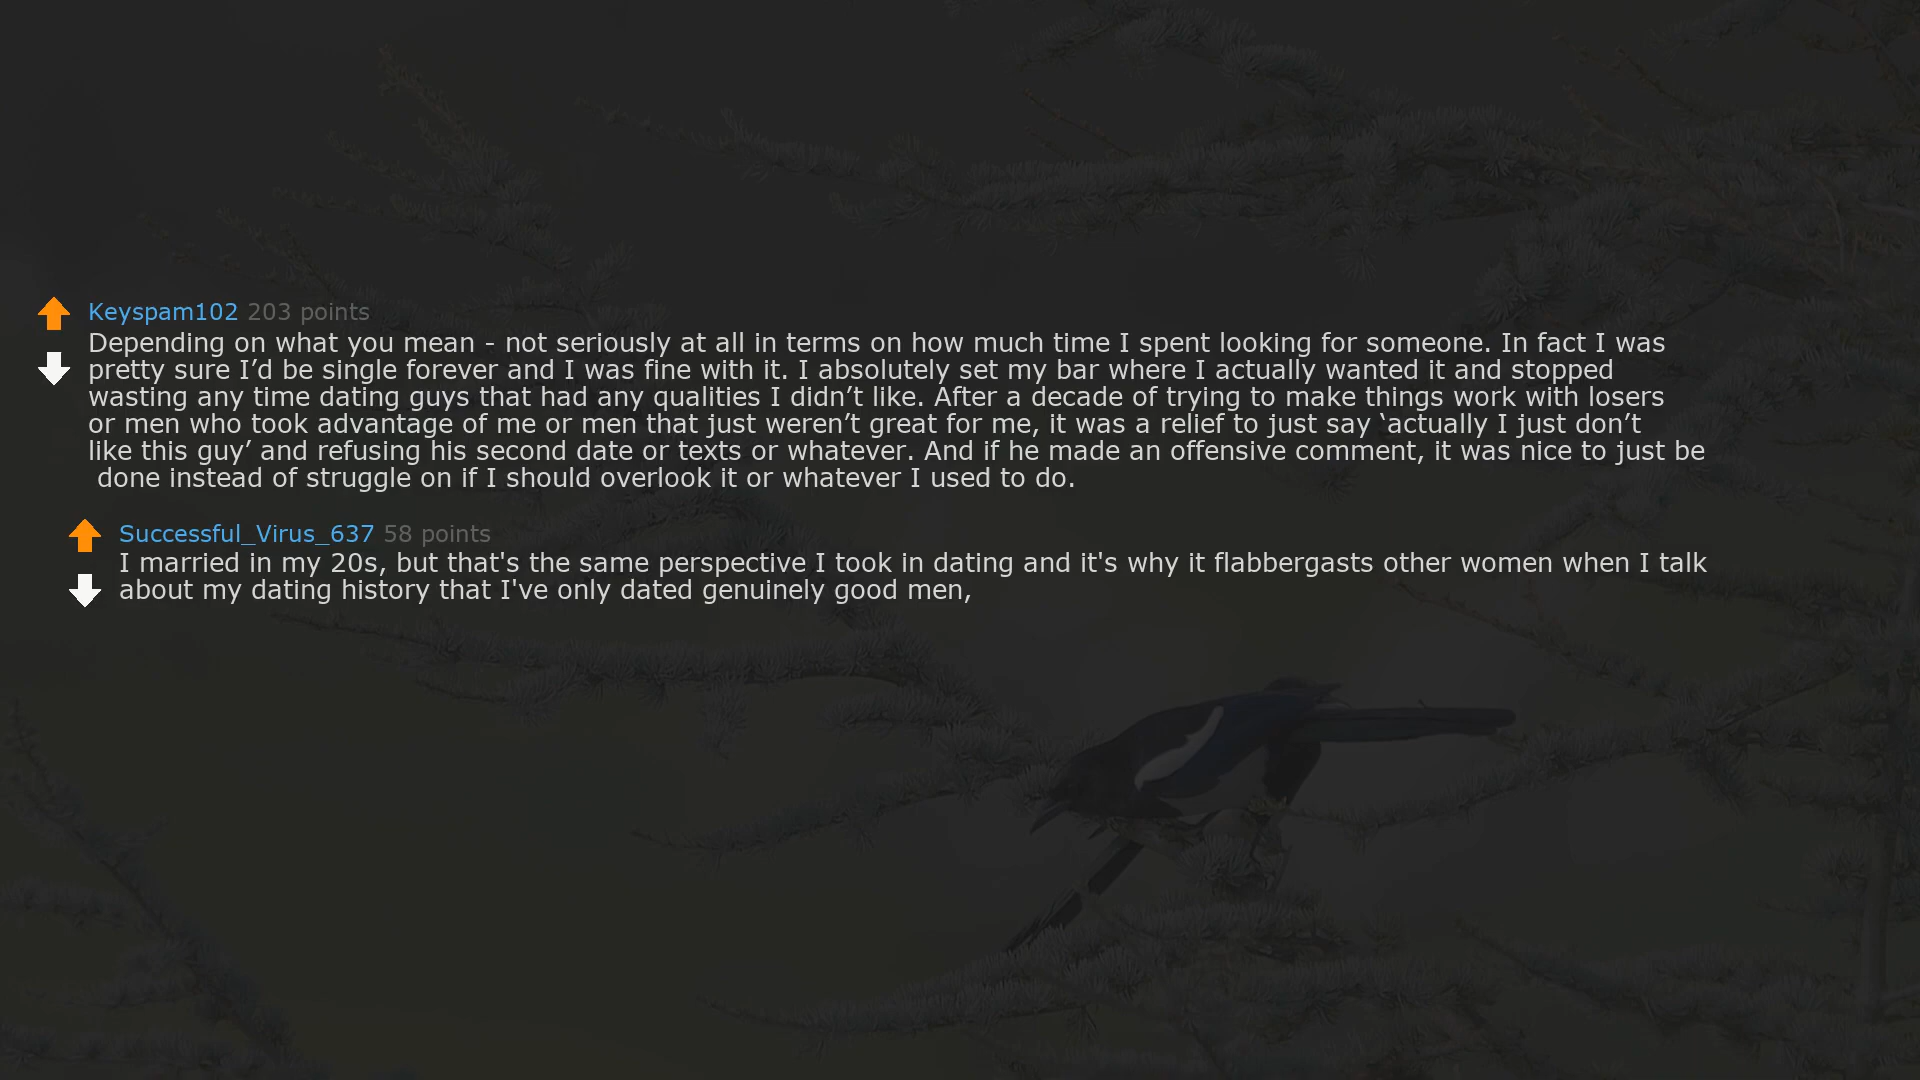 Keyspam102 203 points
Depending on what you mean - not seriously at all in terms on how much time I spent looking for someone. In fact I was
pretty sure I’d be single forever and I was fine with it. I absolutely set my bar where I actually wanted it and stopped
wasting any time dating guys that had any qualities I didn’t like. After a decade of trying to make things work with losers
or men who took advantage of me or men that just weren’t great for me, it was a relief to just say ‘actually I just don’t
like this guy’ and refusing his second date or texts or whatever. And if he made an offensive comment, it was nice to just be
done instead of struggle on if I should overlook it or whatever I used to do.
Successful_Virus_637 58 points
I married in my 20s, but that's the same perspective I took in dating and it's why it flabbergasts other women when I talk
about my dating history that I've only dated genuinely good men,